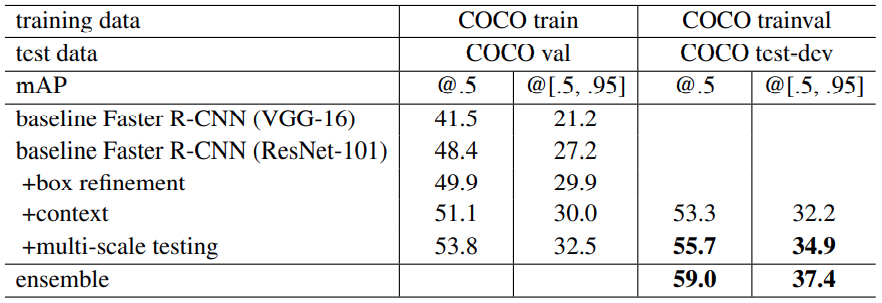 training data COCO train COCO trainval
test data COCO val COCO test-dev
mAP @.5 @[.5, .95] @.5 @[.5, .95]
baseline Faster R-CNN (VGG-16) 41.5 21.2
baseline Faster R-CNN (ResNet-101) 48.4 27.2
+box refinement 49.9 29.9
+context 51.1 30.0 53.3 32.2
+multi-scale testing 53.8 32.5 55.7 34.9
ensemble 59.0 37.4